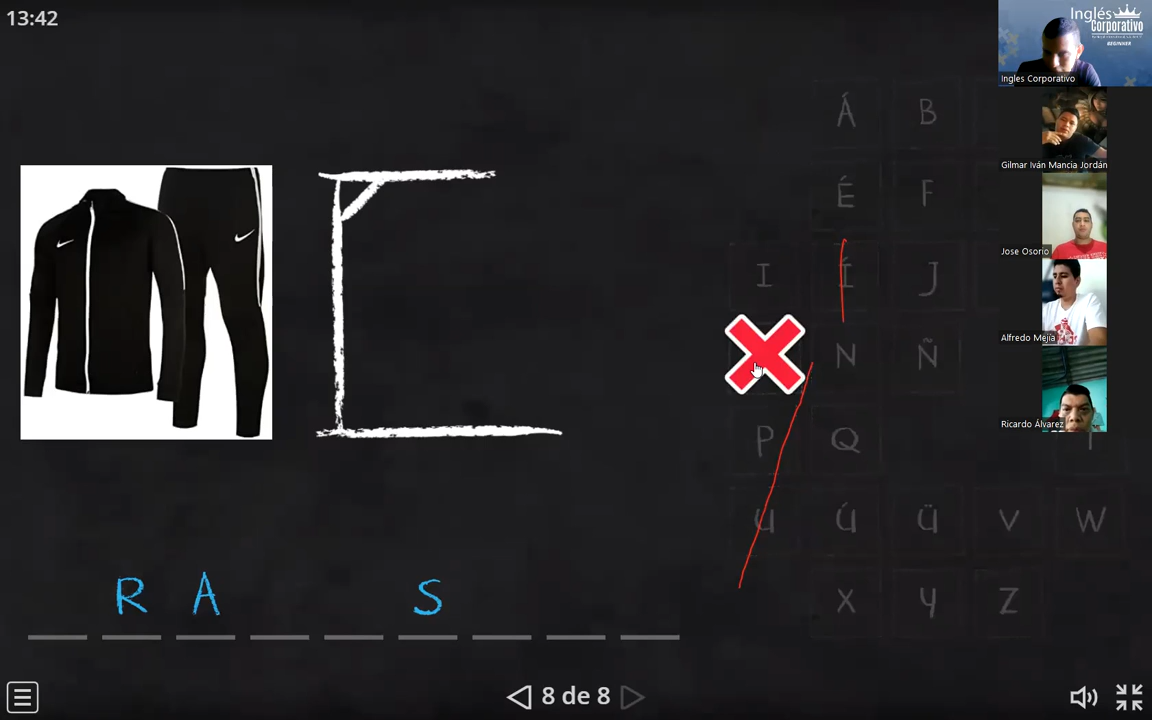 13:42
Inglés
Corporativo
BEGINNER
Ingles Corporativo
Á B
Gilmar Iván Mancia Jordán
É F
Jose Osorio
I Í J
Alfredo Mejia
N Ñ
Ricardo Álvarez
P Q
U Ú Ü V W
R A S
X Y Z
8 de 8